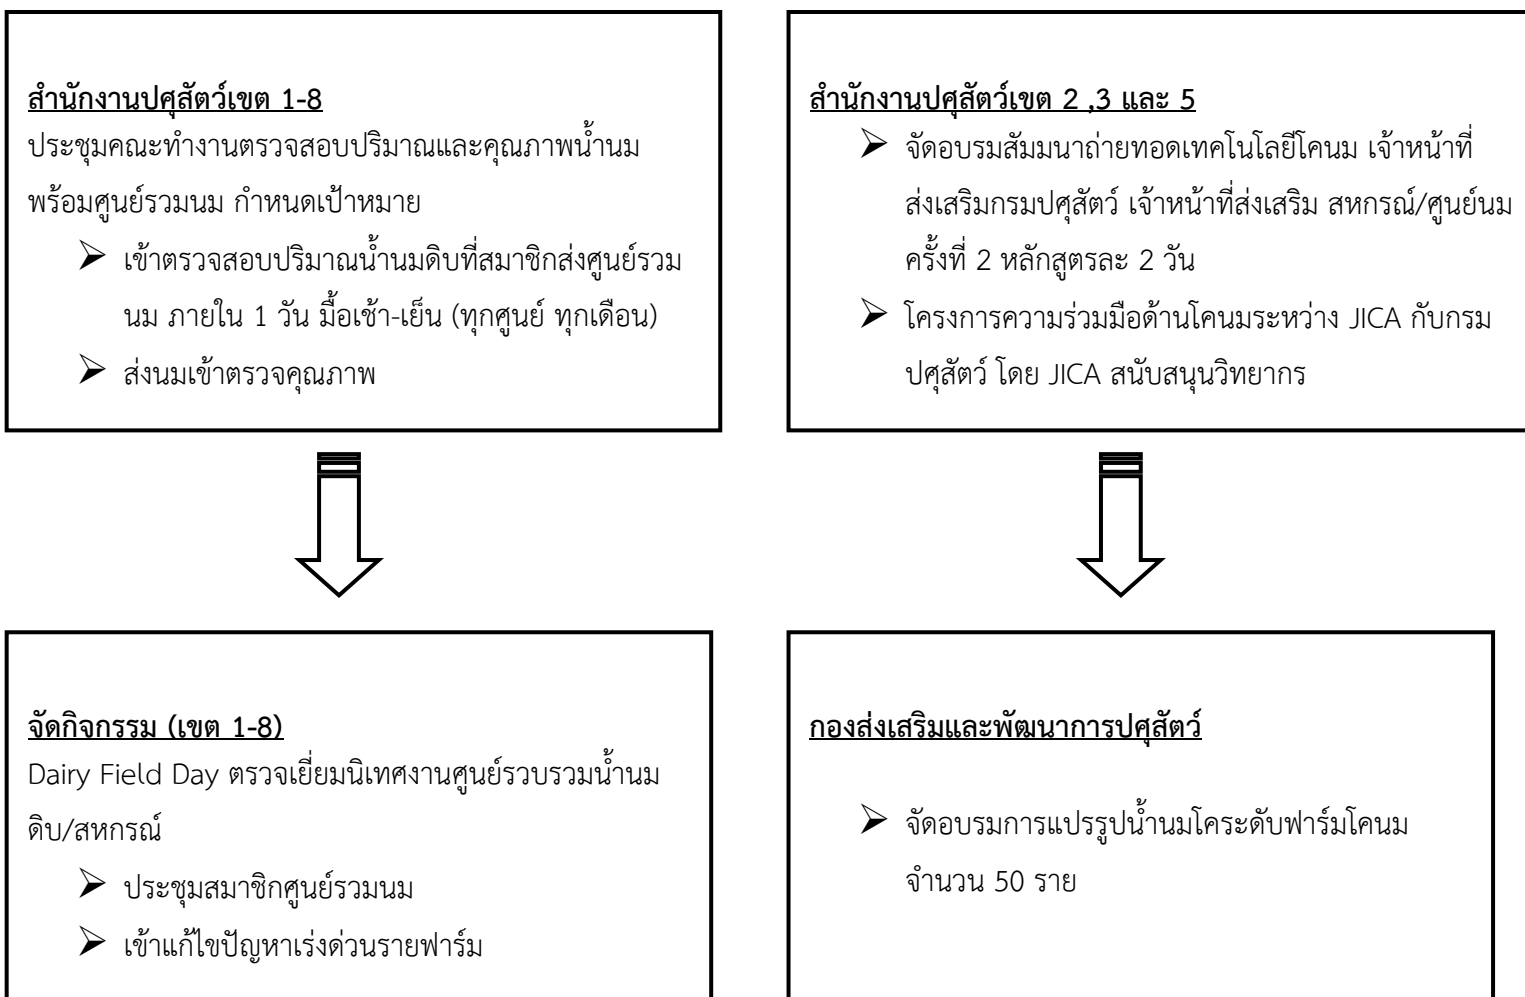 สำนักงานปศุสัตว์เขต 1-8
ประชุมคณะทำงานตรวจสอบปริมาณและคุณภาพน้ำนม
พร้อมศูนย์รวมนม กำหนดเป้าหมาย
➢ เข้าตรวจสอบปริมาณน้ำนมดิบที่สมาชิกส่งศูนย์รวม
นม ภายใน 1 วัน มื้อเช้า-เย็น (ทุกศูนย์ ทุกเดือน)
➢ ส่งนมเข้าตรวจคุณภาพ
สำนักงานปศุสัตว์เขต 2 ,3 และ 5
➢ จัดอบรมสัมมนาถ่ายทอดเทคโนโลยีโคนม เจ้าหน้าที่
ส่งเสริมกรมปศุสัตว์ เจ้าหน้าที่ส่งเสริม สหกรณ์/ศูนย์นม
ครั้งที่ 2 หลักสูตรละ 2 วัน
➢ โครงการความร่วมมือด้านโคนมระหว่าง JICA กับกรม
ปศุสัตว์ โดย JICA สนับสนุนวิทยากร
จัดกิจกรรม (เขต 1-8)
Dairy Field Day ตรวจเยี่ยมนิเทศงานศูนย์รวบรวมน้ำนม
ดิบ/สหกรณ์
➢ ประชุมสมาชิกศูนย์รวมนม
➢ เข้าแก้ไขปัญหาเร่งด่วนรายฟาร์ม
กองส่งเสริมและพัฒนาการปศุสัตว์
➢ จัดอบรมการแปรรูปน้ำนมโคระดับฟาร์มโคนม
จำนวน 50 ราย